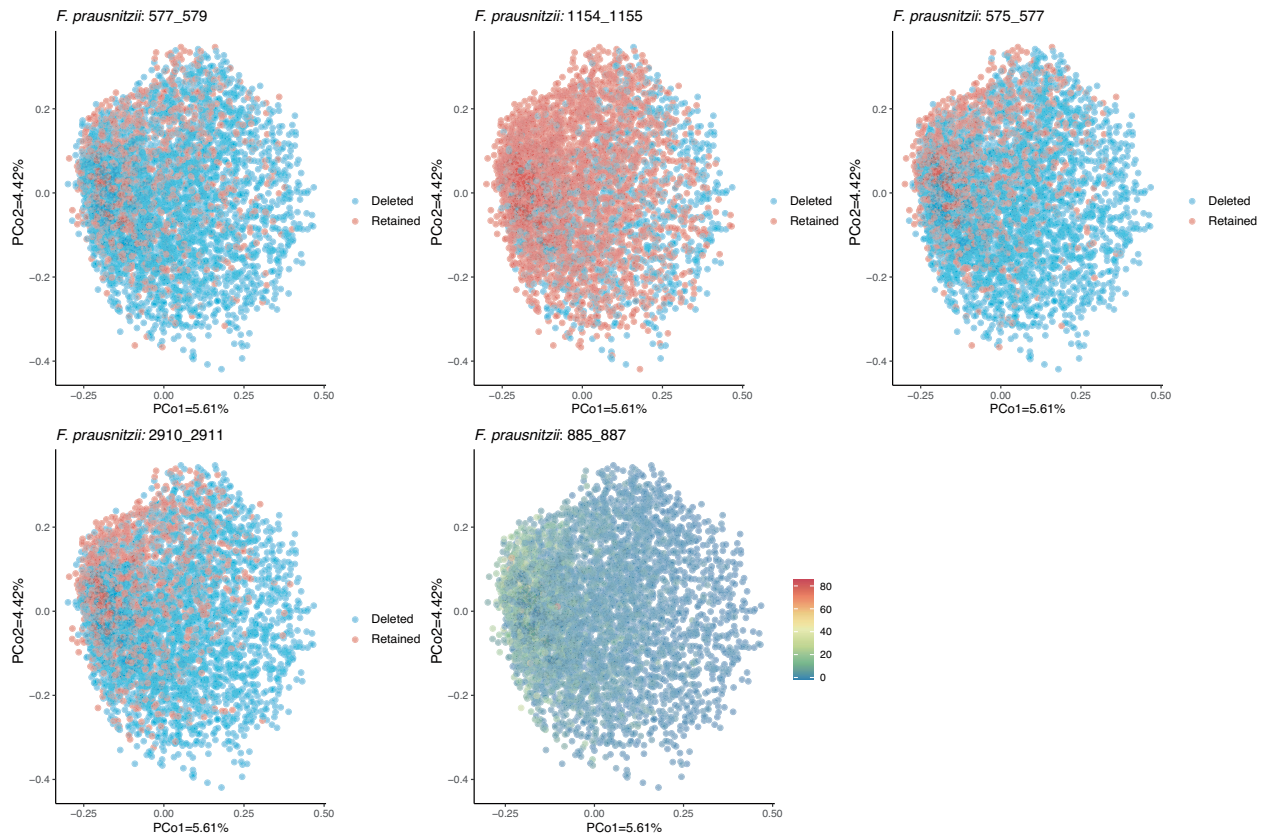 F. prausnitzii: 577_579
0.2
0.0
−0.2
−0.4
PCo2=4.42%
−0.25
0.00
0.25
0.50
PCo1=5.61%
Deleted
Retained
F. prausnitzii: 1154_1155
0.2
0.0
−0.2
−0.4
PCo2=4.42%
−0.25
0.00
0.25
0.50
PCo1=5.61%
Deleted
Retained
F. prausnitzii: 575_577
0.2
0.0
−0.2
−0.4
PCo2=4.42%
−0.25
0.00
0.25
0.50
PCo1=5.61%
Deleted
Retained
F. prausnitzii: 2910_2911
0.2
0.0
−0.2
−0.4
PCo2=4.42%
−0.25
0.00
0.25
0.50
PCo1=5.61%
Deleted
Retained
F. prausnitzii: 885_887
0.2
0.0
−0.2
−0.4
PCo2=4.42%
−0.25
0.00
0.25
0.50
PCo1=5.61%
80
60
40
20
0